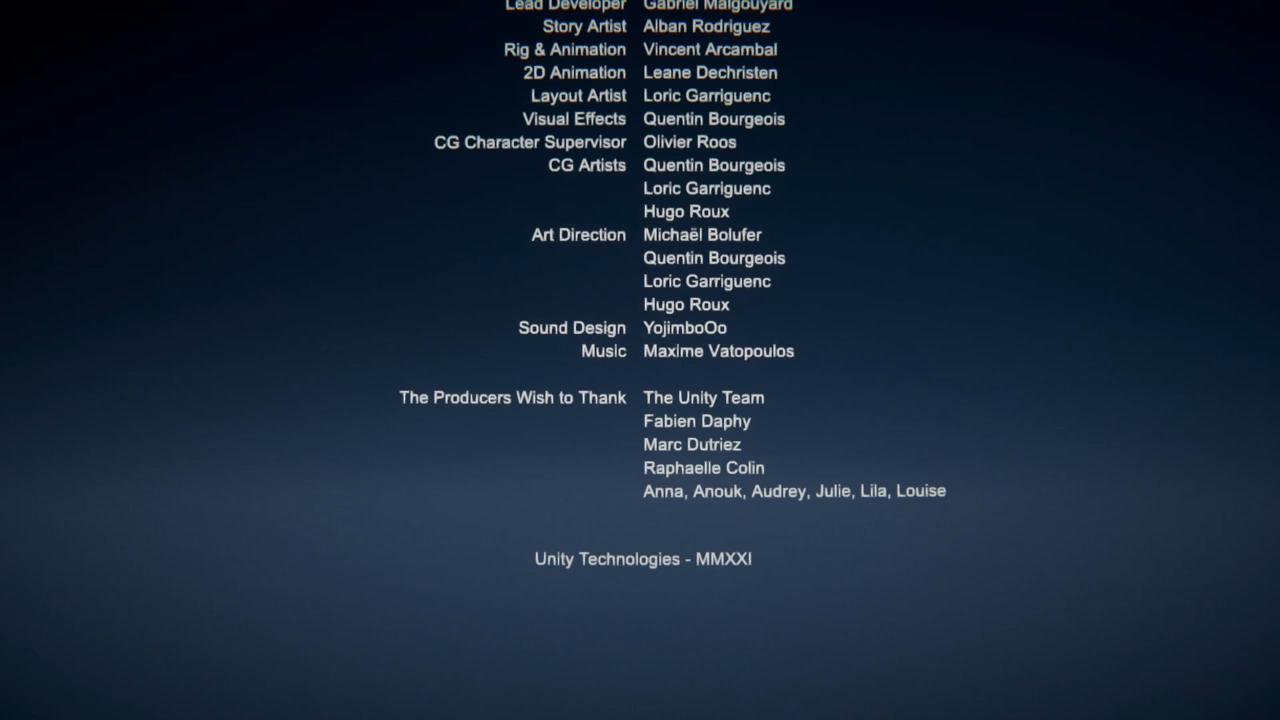 Lead Developer Gabriel Malgouyard
Story Artist Alban Rodriguez
Rig & Animation Vincent Arcambal
2D Animation Leane Dechristen
Layout Artist Loric Garriguenc
Visual Effects Quentin Bourgeois
CG Character Supervisor Olivier Roos
CG Artists Quentin Bourgeois
Loric Garriguenc
Hugo Roux
Art Direction Michaël Bolufer
Quentin Bourgeois
Loric Garriguenc
Hugo Roux
Sound Design YojimboOo
Music Maxime Vatopoulos
The Producers Wish to Thank The Unity Team
Fabien Daphy
Marc Dutriez
Raphaelle Colin
Anna, Anouk, Audrey, Julie, Lila, Louise
Unity Technologies - MMXXI